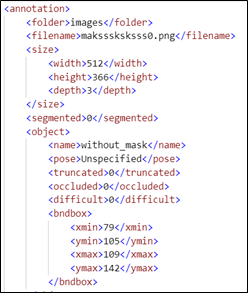 <annotation>
<folder>images</folder>
<filename>maksssksksss0.png</filename>
<size>
<width>512</width>
<height>366</height>
<depth>3</depth>
</size>
<segmented>0</segmented>
<object>
<name>without_mask</name>
<pose>Unspecified</pose>
<truncated>0</truncated>
<occluded>0</occluded>
<difficult>0</difficult>
<bndbox>
<xmin>79</xmin>
<ymin>105</ymin>
<xmax>109</xmax>
<ymax>142</ymax>
</bndbox>